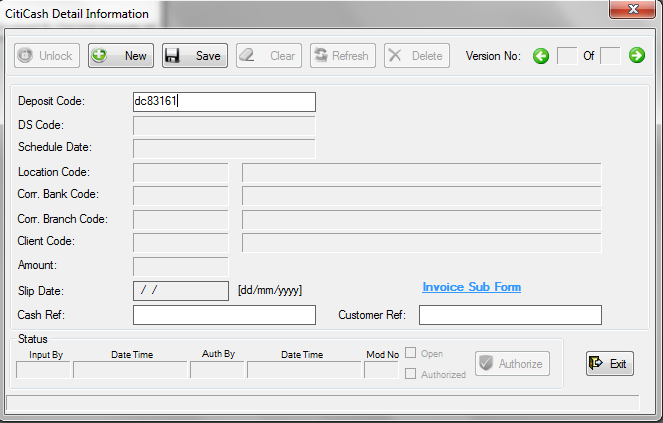 CitiCash Detail Information
Unlock New Save Clear Refresh Delete Version No: Of
Deposit Code: dc83161
DS Code:
Schedule Date:
Location Code:
Corr. Bank Code:
Corr. Branch Code:
Client Code:
Amount:
Slip Date: / / [dd/mm/yyyy] Invoice Sub Form
Cash Ref: Customer Ref:
Status
Input By Date Time Auth By Date Time Mod No Open
Authorized Authorize Exit